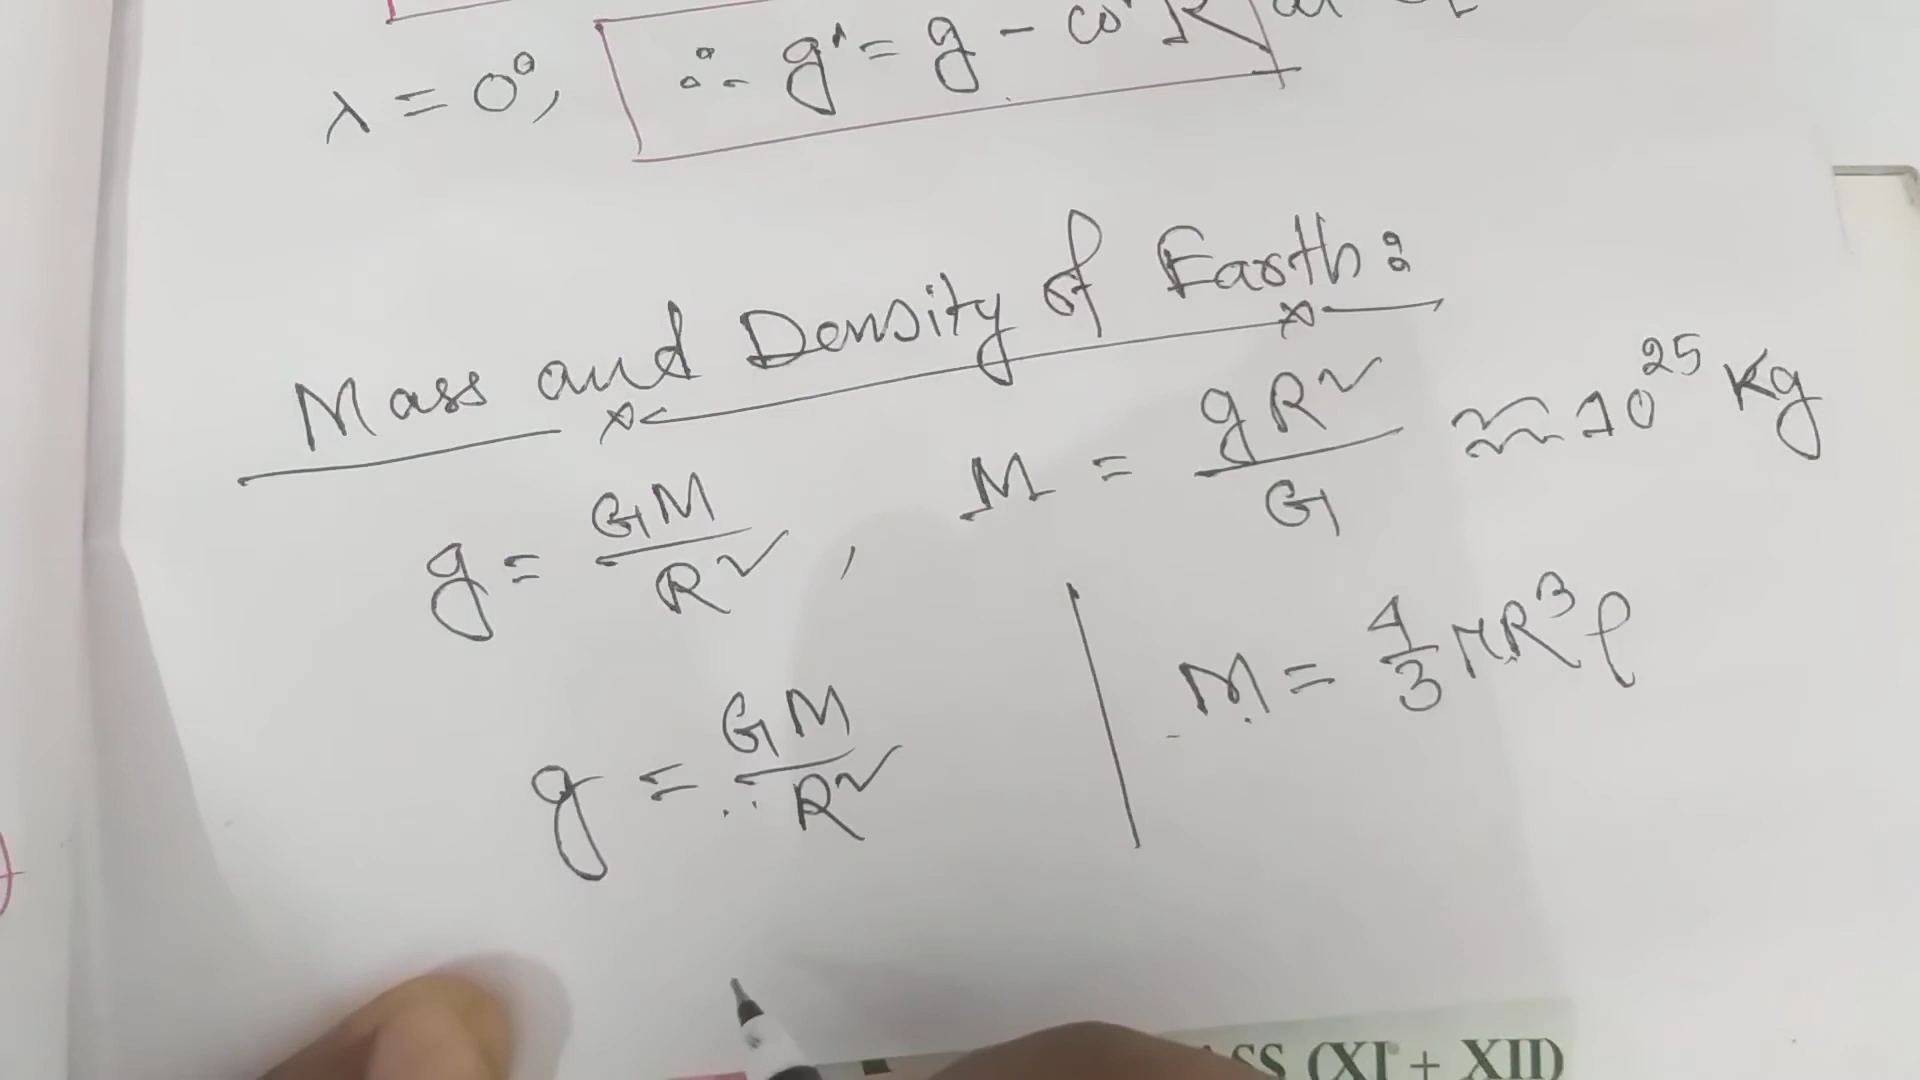 λ = 0°, ∴ g' = g - ω²R at
Mass and Density of Earth:
g = GM/R², M = gR²/G ≈ 10²⁵ Kg
g = GM/R² | M = 4/3 πR³ρ
(XI + XII)